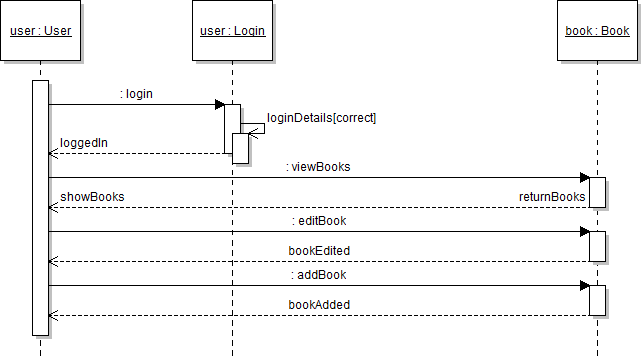 user : User
user : Login
book : Book
: login
loginDetails[correct]
loggedIn
: viewBooks
showBooks
returnBooks
: editBook
bookEdited
: addBook
bookAdded